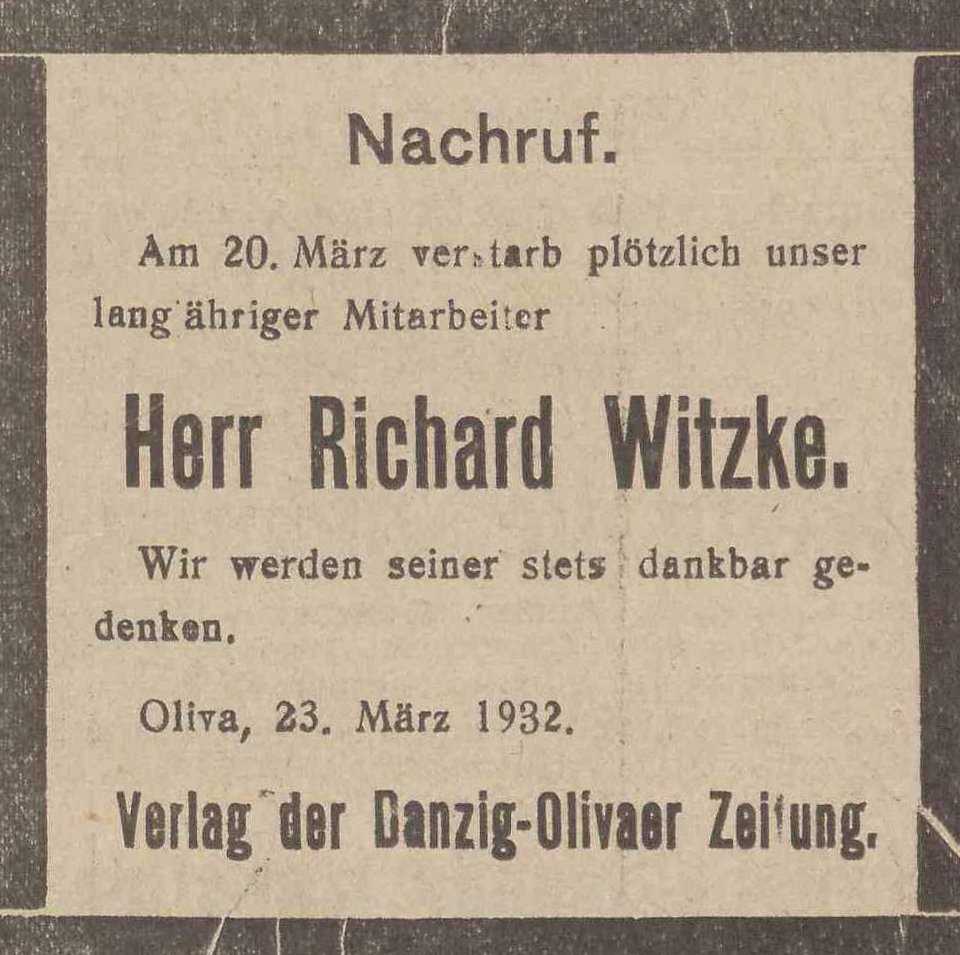 Nachruf.
Am 20. März verstarb plötzlich unser
langjähriger Mitarbeiter
Herr Richard Witzke.
Wir werden seiner stets dankbar ge-
denken.
Oliva, 23. März 1932.
Verlag der Danzig-Olivaer Zeitung.